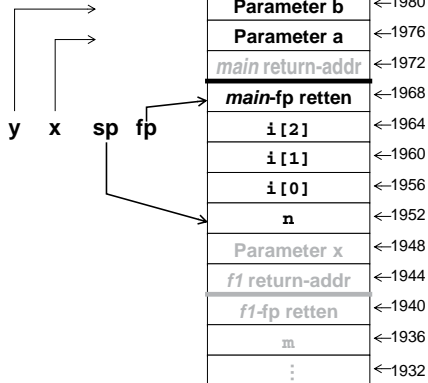 Parameter b ←1980
Parameter a ←1976
main return-addr ←1972
main-fp retten ←1968
i[2] ←1964
y x sp fp
i[1] ←1960
i[0] ←1956
n ←1952
Parameter x ←1948
f1 return-addr ←1944
f1-fp retten ←1940
m ←1936
⋮ ←1932